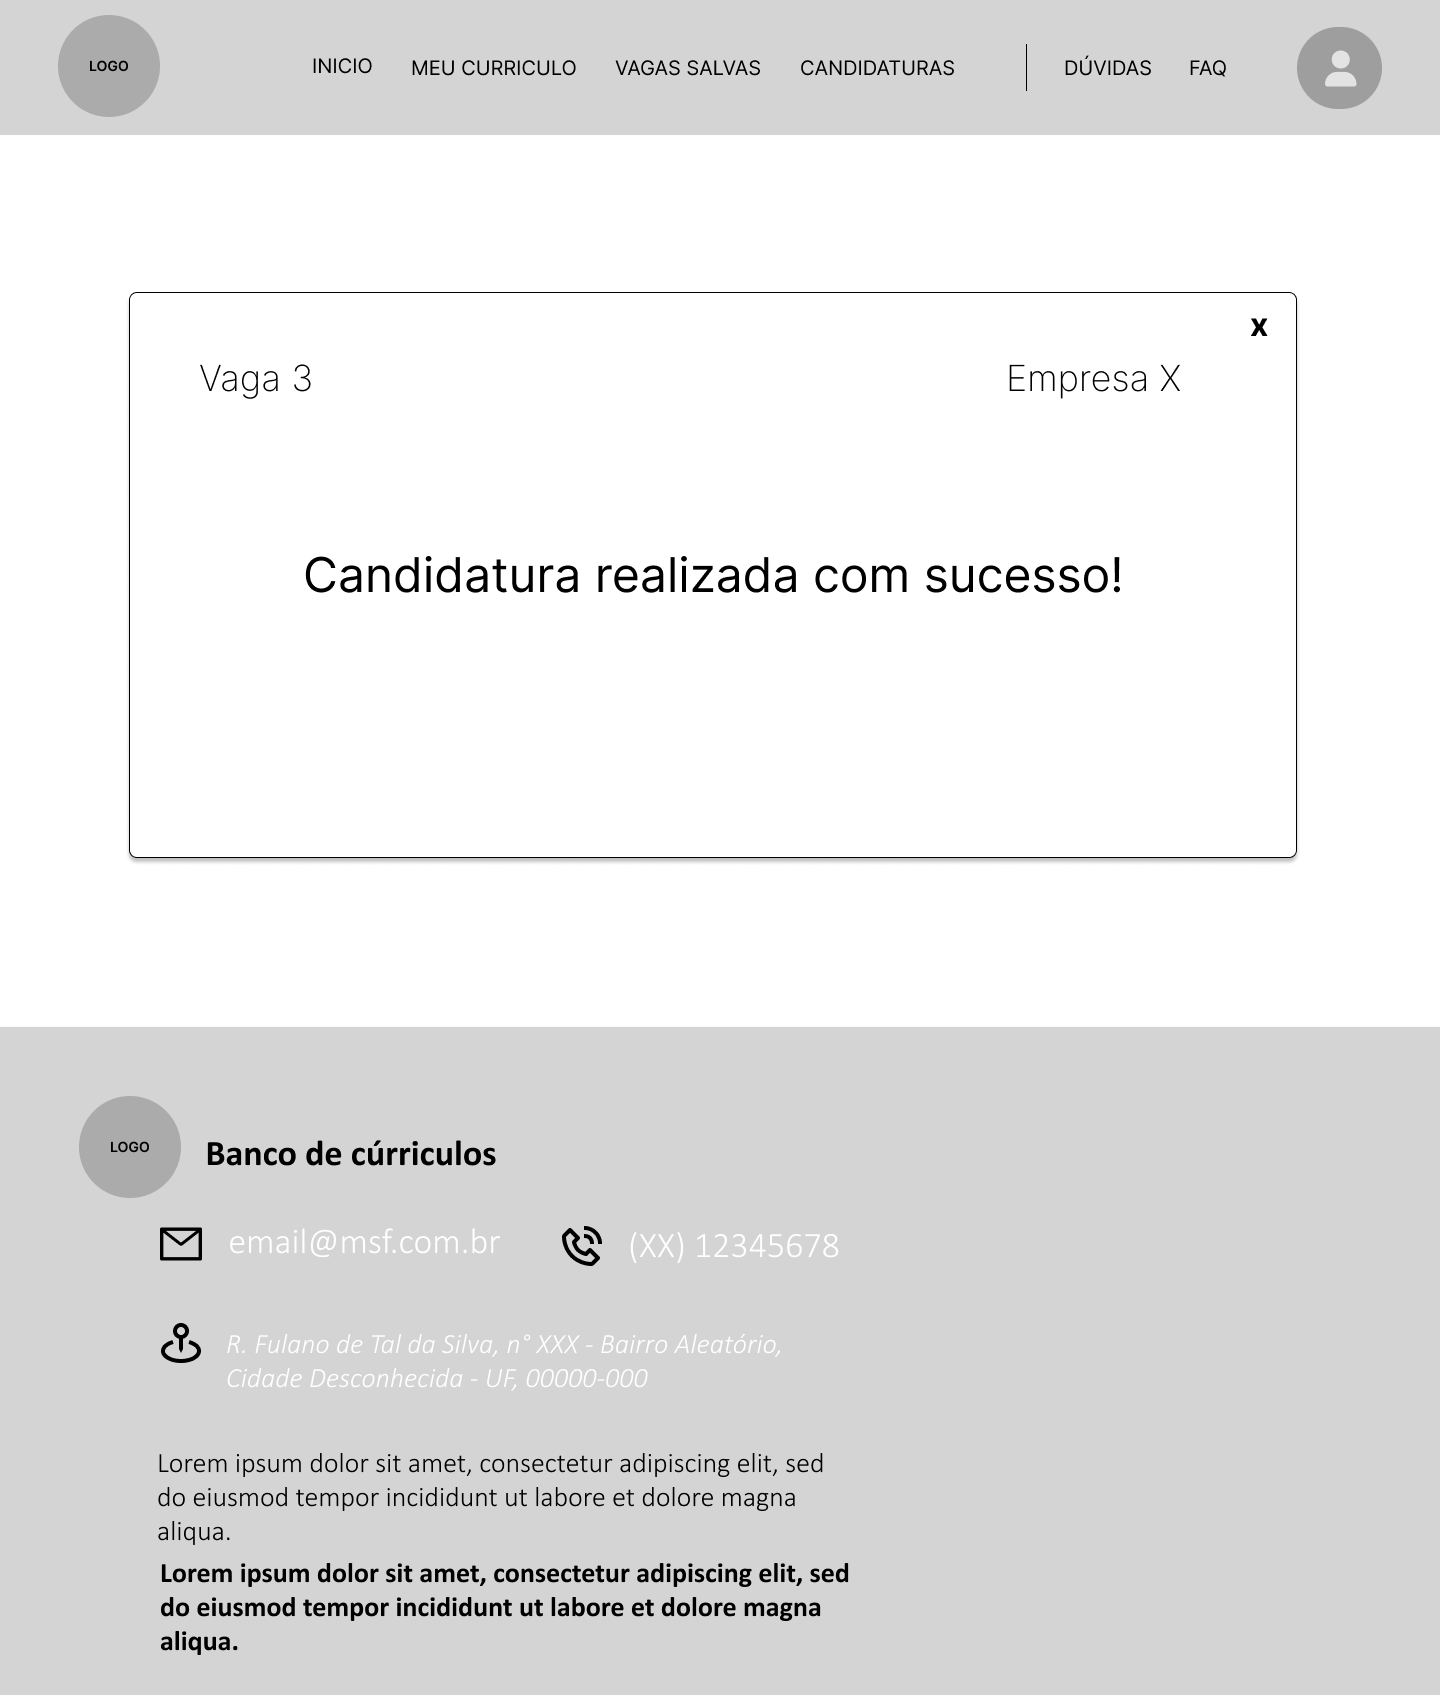 LOGO
INICIO MEU CURRICULO VAGAS SALVAS CANDIDATURAS DÚVIDAS FAQ
X
Vaga 3 Empresa X
Candidatura realizada com sucesso!
LOGO
Banco de cúrriculos
email@msf.com.br (XX) 12345678
R. Fulano de Tal da Silva, n° XXX - Bairro Aleatório,
Cidade Desconhecida - UF, 00000-000
Lorem ipsum dolor sit amet, consectetur adipiscing elit, sed
do eiusmod tempor incididunt ut labore et dolore magna
aliqua.
Lorem ipsum dolor sit amet, consectetur adipiscing elit, sed
do eiusmod tempor incididunt ut labore et dolore magna
aliqua.